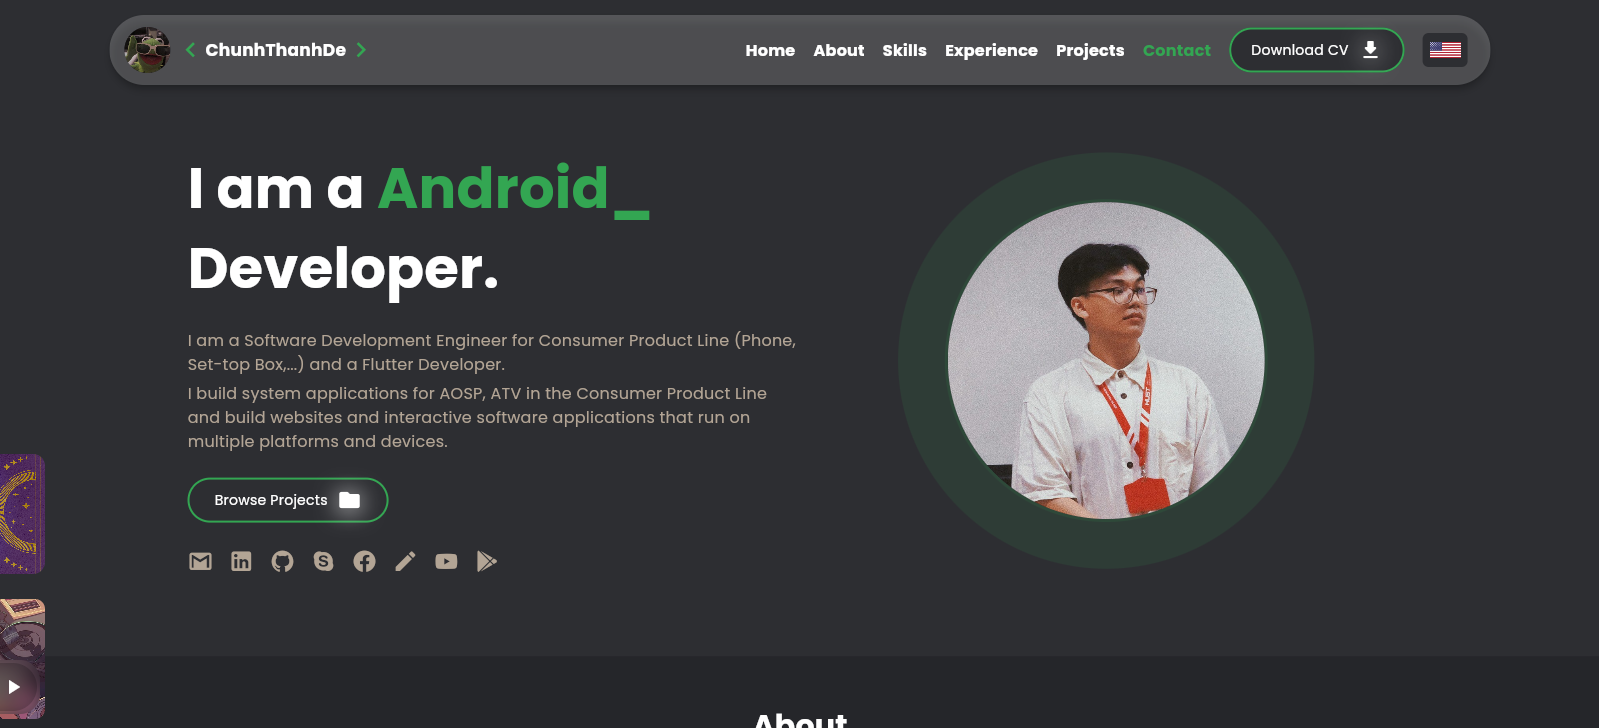 ChunhThanhDe
Home About Skills Experience Projects Contact Download CV
I am a Android_
Developer.
I am a Software Development Engineer for Consumer Product Line (Phone,
Set-top Box,...) and a Flutter Developer.
I build system applications for AOSP, ATV in the Consumer Product Line
and build websites and interactive software applications that run on
multiple platforms and devices.
Browse Projects
HUST
About